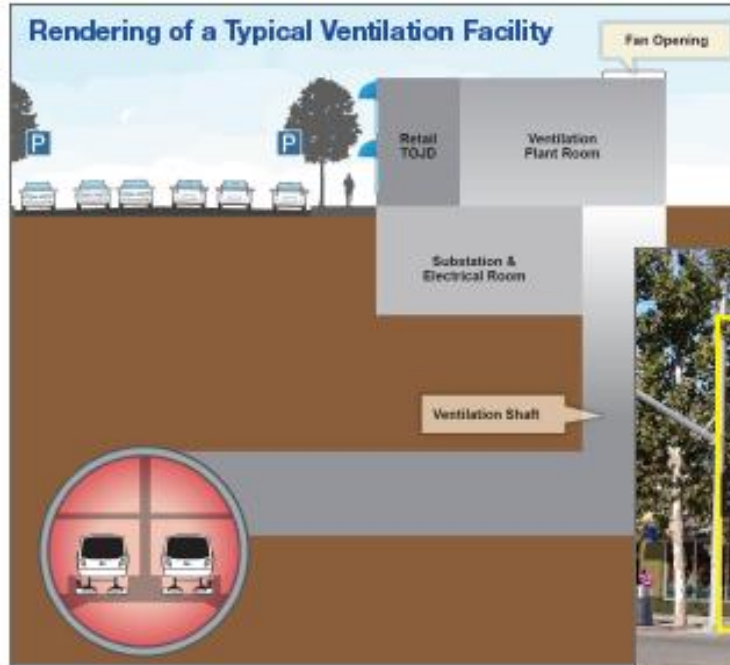 Rendering of a Typical Ventilation Facility
Fan Opening
P
P
Retail
TOJD
Ventilation
Plant Room
Substation &
Electrical Room
Ventilation Shaft